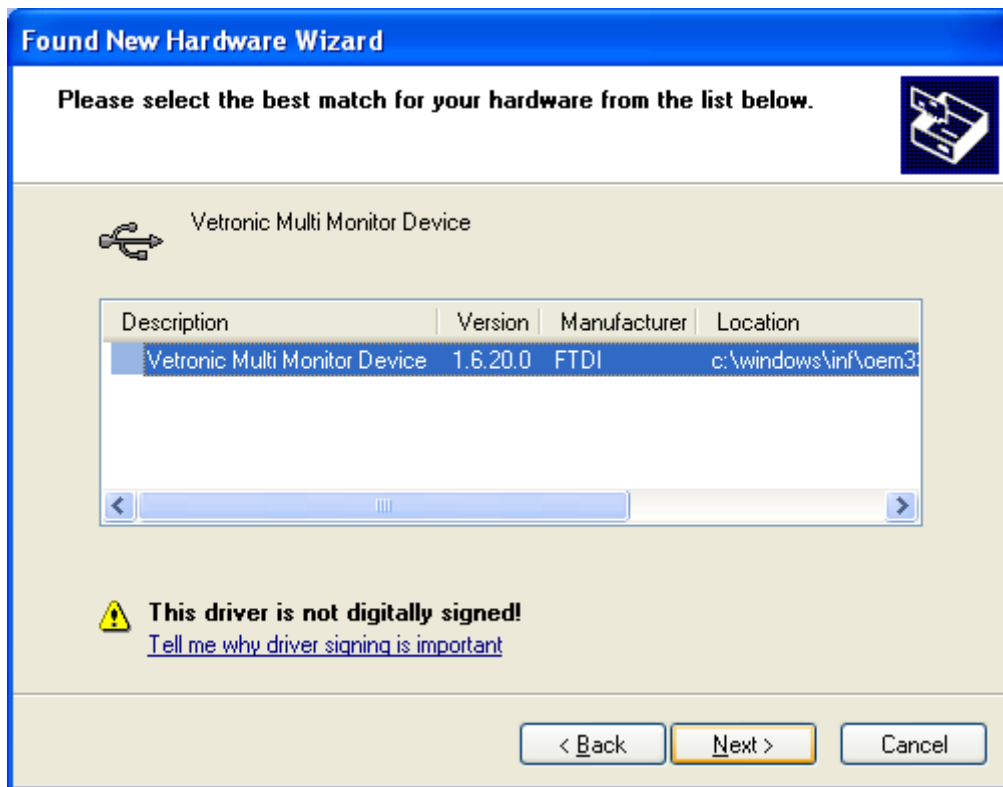 Found New Hardware Wizard
Please select the best match for your hardware from the list below.
Vetronic Multi Monitor Device
Description Version Manufacturer Location
Vetronic Multi Monitor Device 1.6.20.0 FTDI c:\windows\inf\oem3
This driver is not digitally signed!
Tell me why driver signing is important
< Back Next > Cancel